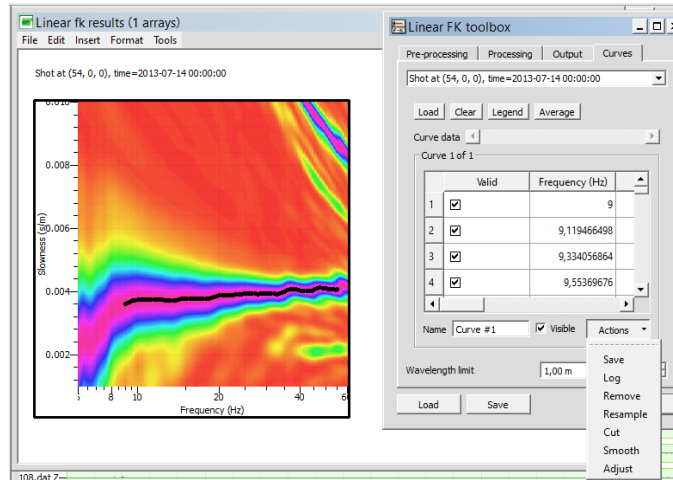 Linear fk results (1 arrays)
File Edit Insert Format Tools
Shot at (54, 0, 0), time=2013-07-14 00:00:00
0.010
0.008
0.006
0.004
0.002
Slowness (s/m)
8 10 20 40 60
Frequency (Hz)
108.dat Z
Linear FK toolbox
Pre-processing Processing Output Curves
Shot at (54, 0, 0), time=2013-07-14 00:00:00
Load Clear Legend Average
Curve data
Curve 1 of 1
Valid Frequency (Hz)
1 9
2 9,119466498
3 9,334056864
4 9,55369676
Name Curve #1 Visible Actions
Wavelength limit 1,00 m
Load Save
Save
Log
Remove
Resample
Cut
Smooth
Adjust